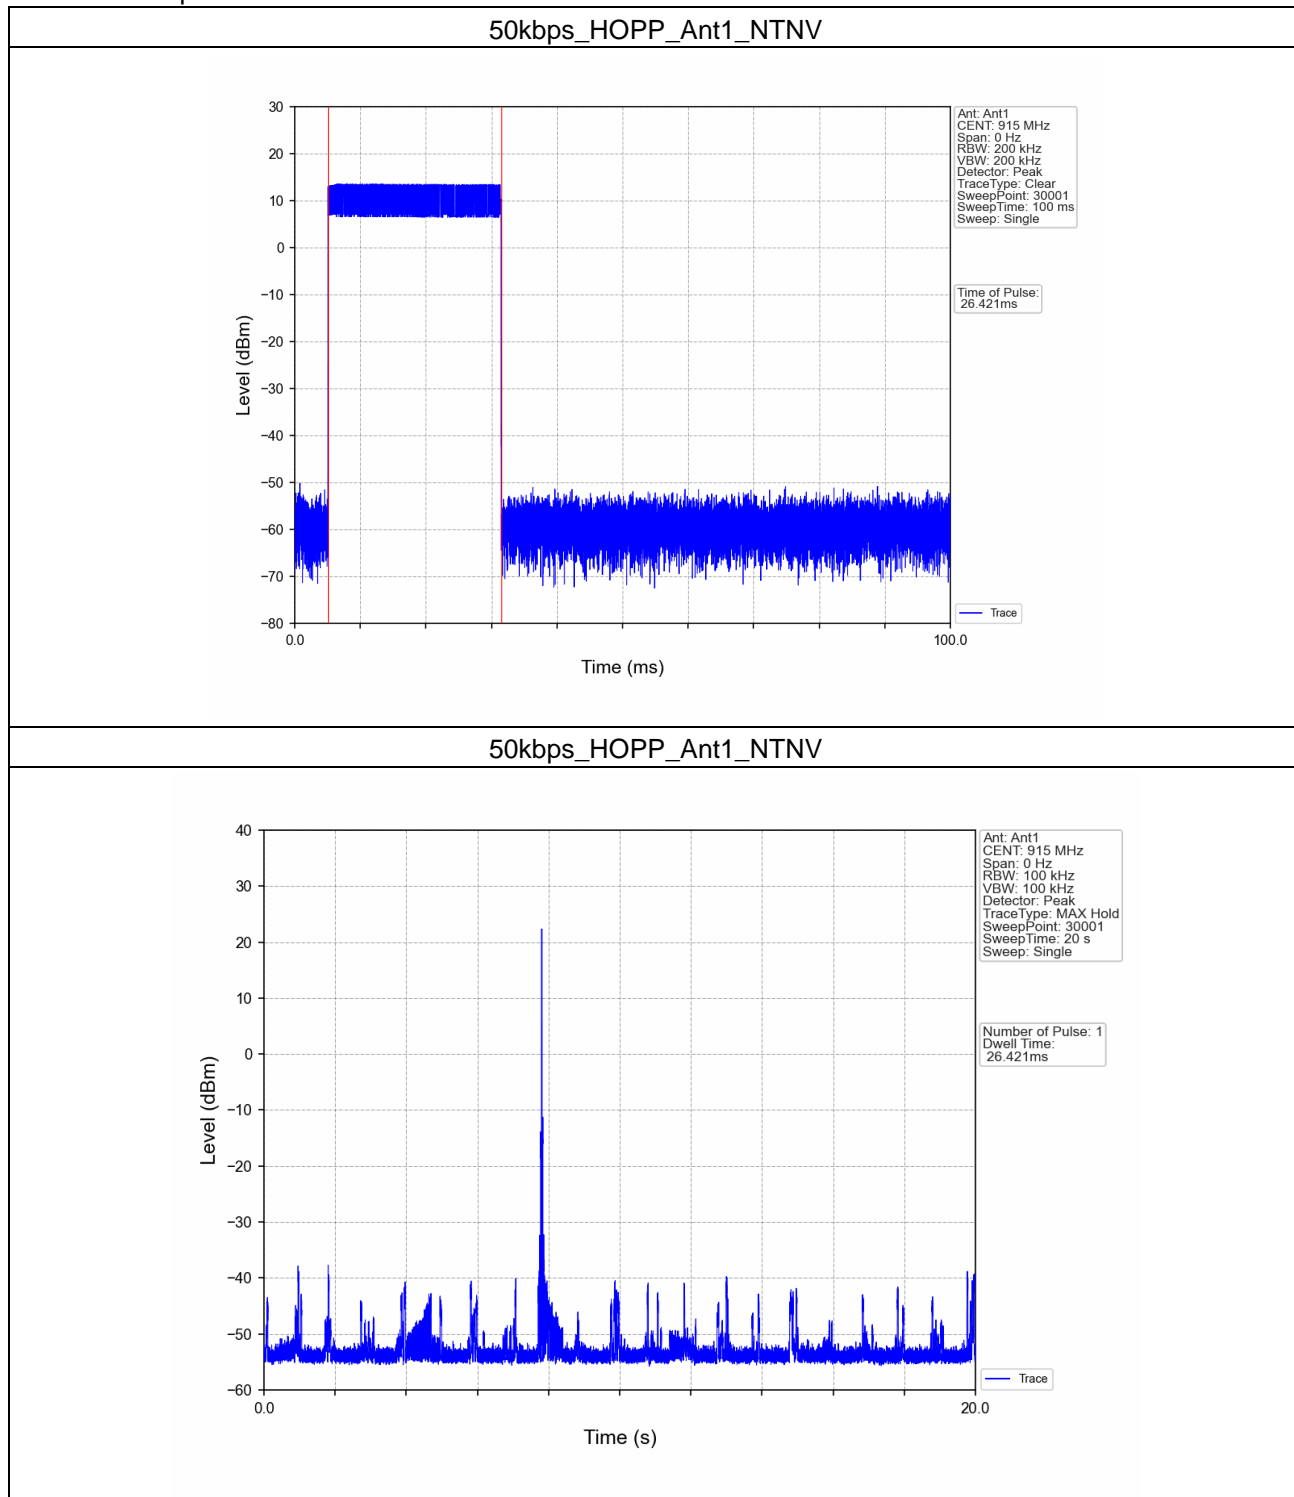 50kbps_HOPP_Ant1_NTNV
30
20
10
0
−10
−20
−30
−40
−50
−60
−70
−80
Level (dBm)
0.0
100.0
Time (ms)
Ant: Ant1
CENT: 915 MHz
Span: 0 Hz
RBW: 200 kHz
VBW: 200 kHz
Detector: Peak
TraceType: Clear
SweepPoint: 30001
SweepTime: 100 ms
Sweep: Single
Time of Pulse:
26.421ms
Trace
50kbps_HOPP_Ant1_NTNV
40
30
20
10
0
−10
−20
−30
−40
−50
−60
Level (dBm)
0.0
20.0
Time (s)
Ant: Ant1
CENT: 915 MHz
Span: 0 Hz
RBW: 100 kHz
VBW: 100 kHz
Detector: Peak
TraceType: MAX Hold
SweepPoint: 30001
SweepTime: 20 s
Sweep: Single
Number of Pulse: 1
Dwell Time:
26.421ms
Trace